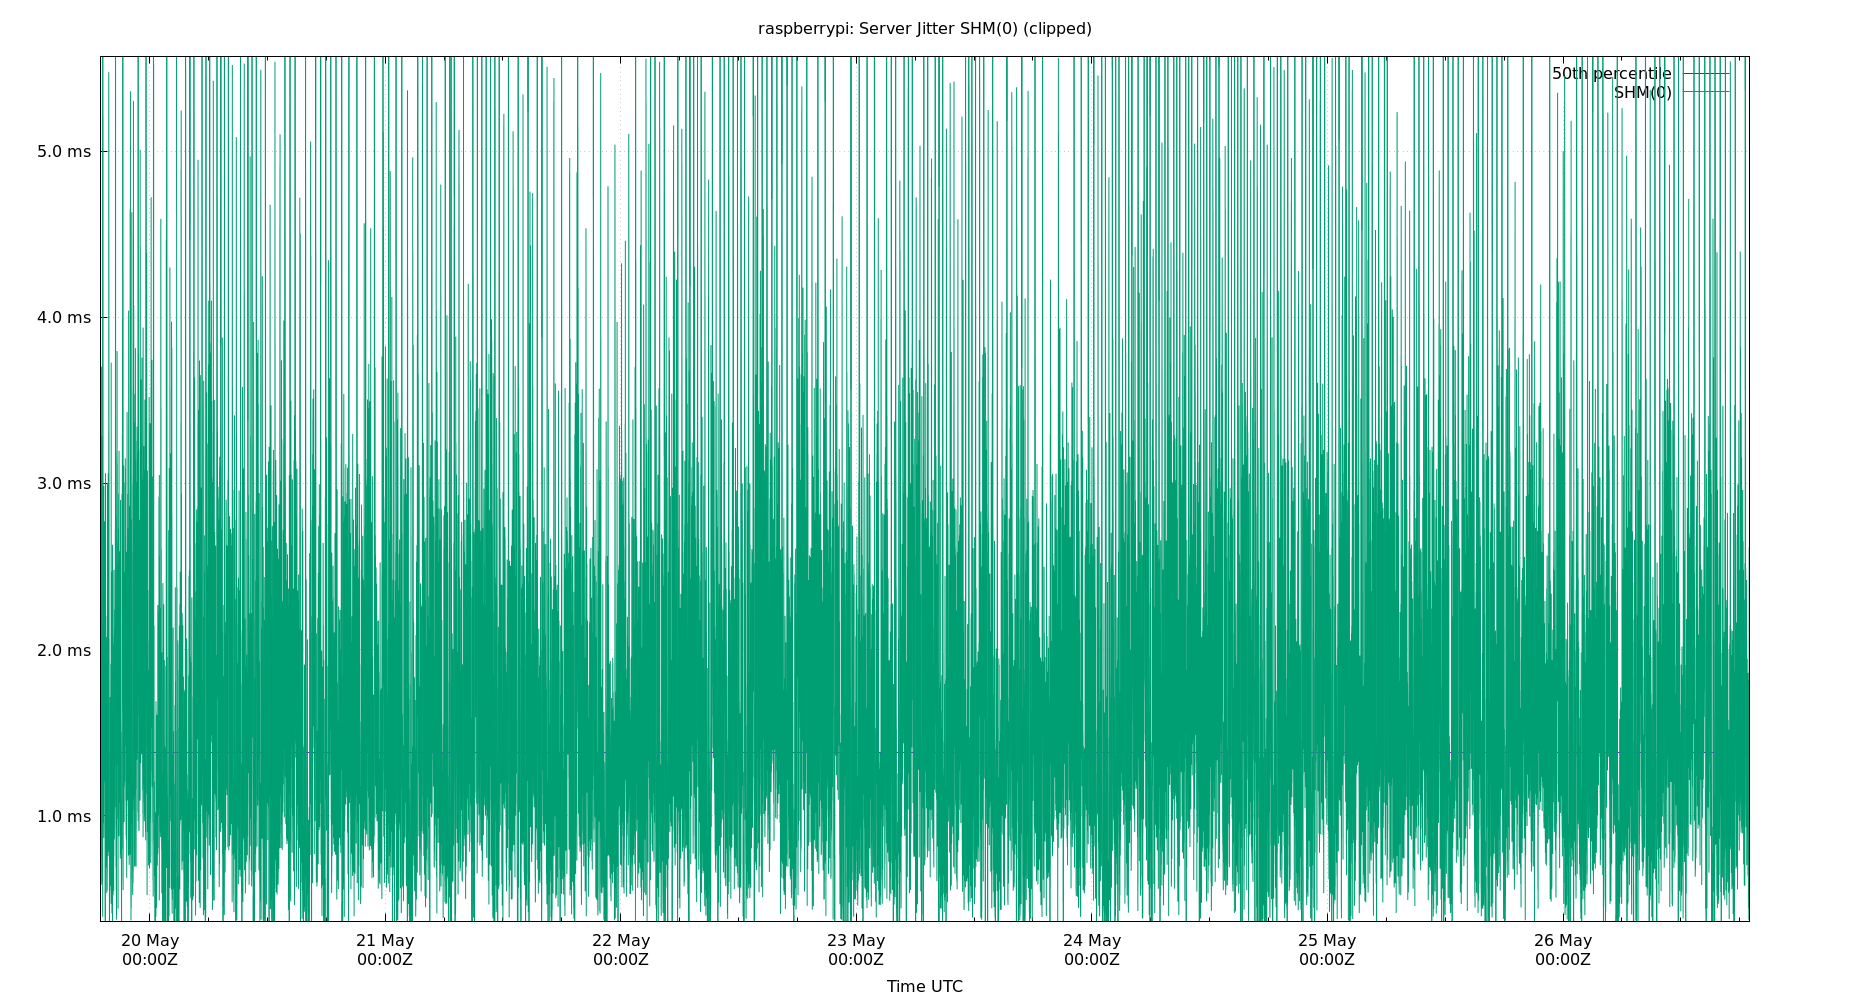 raspberrypi: Server Jitter SHM(0) (clipped)
50th percentile
SHM(0)
5.0 ms
4.0 ms
3.0 ms
2.0 ms
1.0 ms
20 May 21 May 22 May 23 May 24 May 25 May 26 May
00:00Z 00:00Z 00:00Z 00:00Z 00:00Z 00:00Z 00:00Z
Time UTC